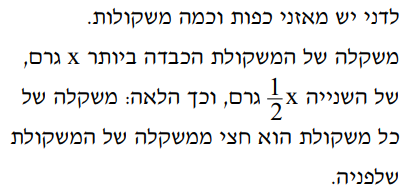 לדני יש מאזני כפות וכמה משקולות.
משקלה של המשקולת הכבדה ביותר x גרם,
של השנייה ½x גרם, וכך הלאה: משקלה של
כל משקולת הוא חצי ממשקלה של המשקולת
שלפניה.